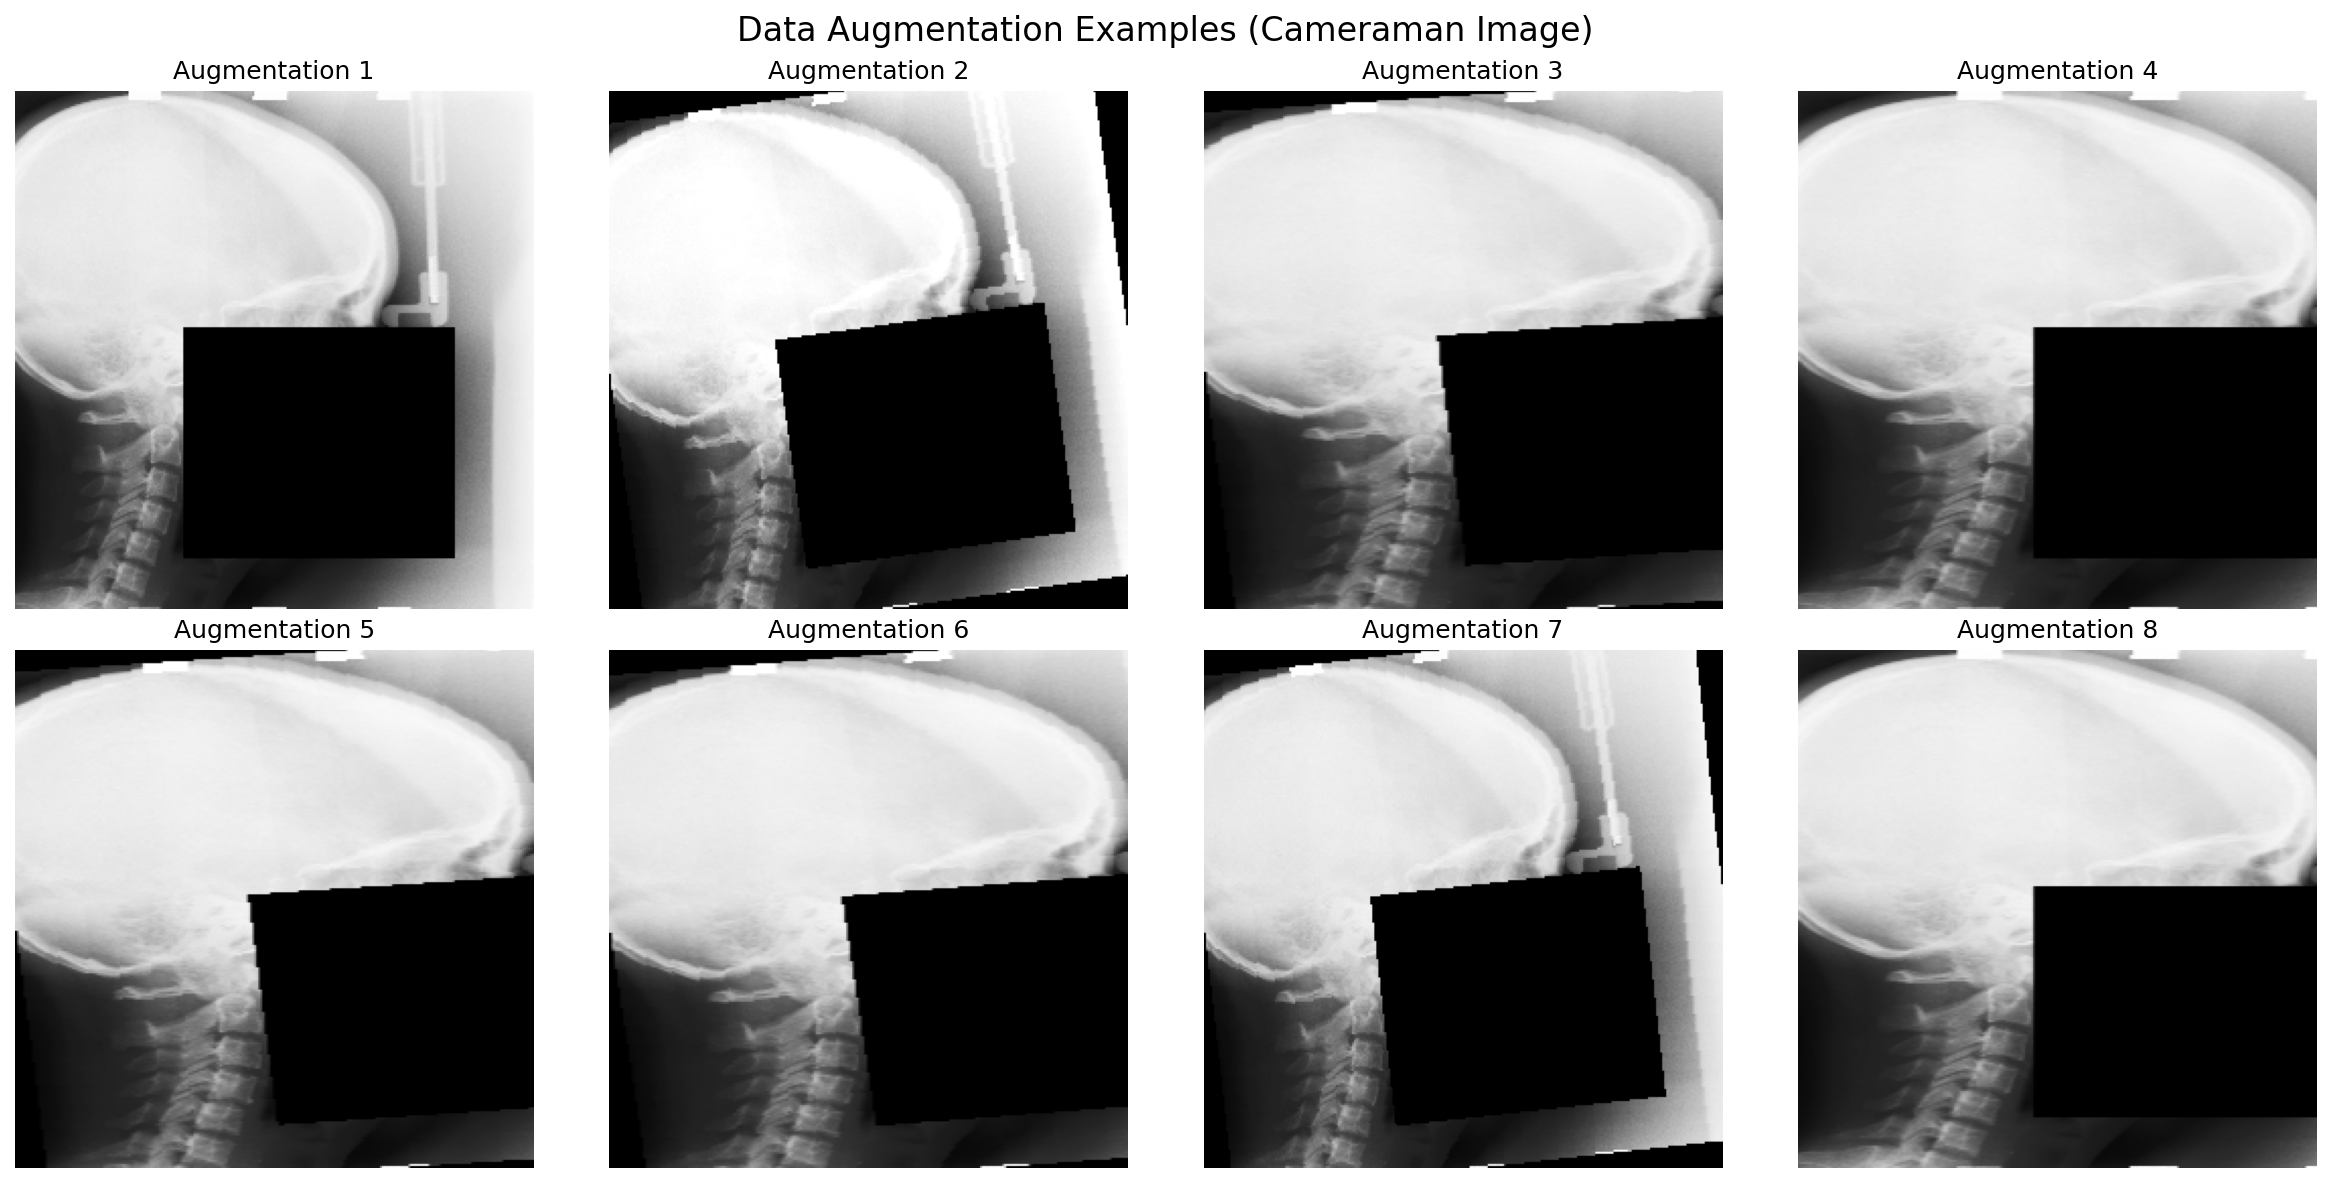 Data Augmentation Examples (Cameraman Image)
Augmentation 1
Augmentation 2
Augmentation 3
Augmentation 4
Augmentation 5
Augmentation 6
Augmentation 7
Augmentation 8